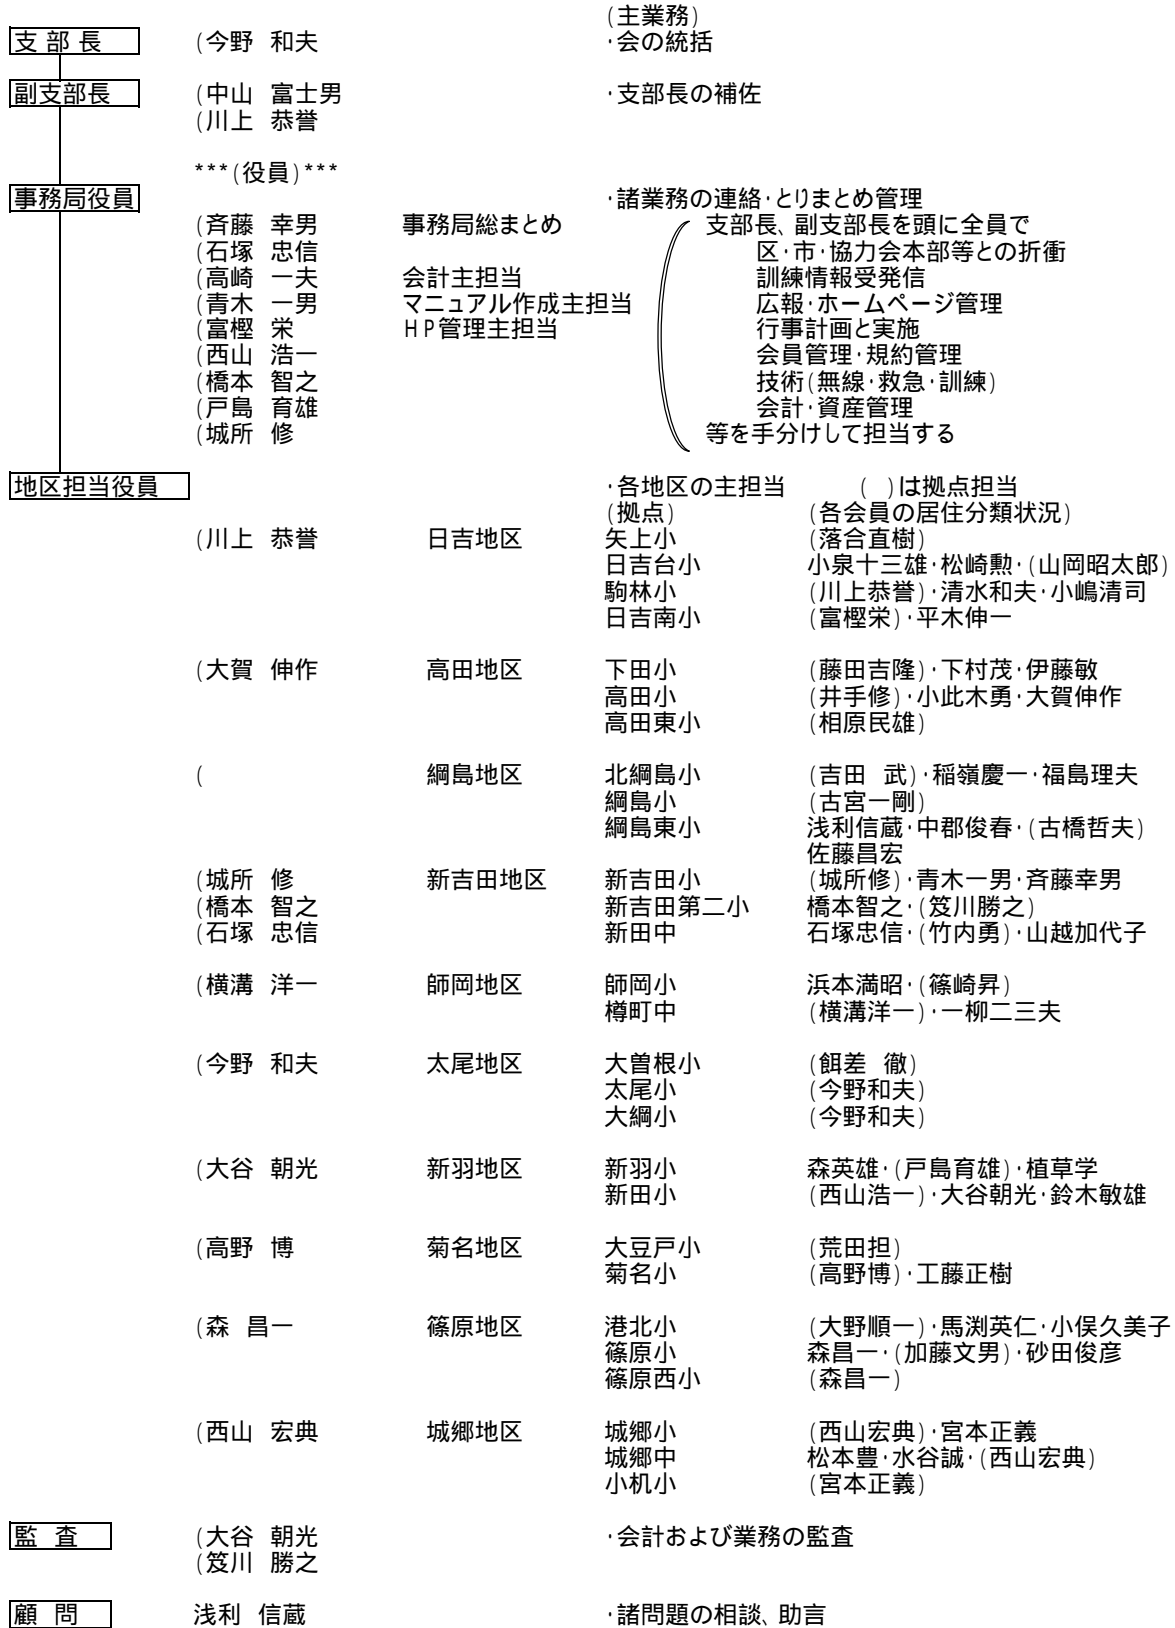 (主業務)
支 部 長 (今野 和夫 ・会の統括
副支部長 (中山 富士男 ・支部長の補佐
(川上 恭誉
***(役員)***
事務局役員 ・諸業務の連絡・とりまとめ管理
(斉藤 幸男 事務局総まとめ 支部長、副支部長を頭に全員で
(石塚 忠信 区・市・協力会本部等との折衝
(高崎 一夫 会計主担当 訓練情報受発信
(青木 一男 マニュアル作成主担当 広報・ホームページ管理
(富樫 栄 HP管理主担当 行事計画と実施
(西山 浩一 会員管理・規約管理
(橋本 智之 技術(無線・救急・訓練)
(戸島 育雄 会計・資産管理
(城所 修 等を手分けして担当する
地区担当役員 ・各地区の主担当 ( )は拠点担当
(拠点) (各会員の居住分類状況)
(川上 恭誉 日吉地区 矢上小 (落合直樹)
日吉台小 小泉十三雄・松崎勲・(山岡昭太郎)
駒林小 (川上恭誉)・清水和夫・小嶋清司
日吉南小 (富樫栄)・平木伸一
(大賀 伸作 高田地区 下田小 (藤田吉隆)・下村茂・伊藤敏
高田小 (井手修)・小此木勇・大賀伸作
高田東小 (相原民雄)
( 綱島地区 北綱島小 (吉田 武)・稲嶺慶一・福島理夫
綱島小 (古宮一剛)
綱島東小 浅利信蔵・中郡俊春・(古橋哲夫)
佐藤昌宏
(城所 修 新吉田地区 新吉田小 (城所修)・青木一男・斉藤幸男
(橋本 智之 新吉田第二小 橋本智之・(笈川勝之)
(石塚 忠信 新田中 石塚忠信・(竹内勇)・山越加代子
(横溝 洋一 師岡地区 師岡小 浜本満昭・(篠崎昇)
樽町中 (横溝洋一)・一柳二三夫
(今野 和夫 太尾地区 大曽根小 (餌差 徹)
太尾小 (今野和夫)
大綱小 (今野和夫)
(大谷 朝光 新羽地区 新羽小 森英雄・(戸島育雄)・植草学
新田小 (西山浩一)・大谷朝光・鈴木敏雄
(高野 博 菊名地区 大豆戸小 (荒田担)
菊名小 (高野博)・工藤正樹
(森 昌一 篠原地区 港北小 (大野順一)・馬渕英仁・小俣久美子
篠原小 森昌一・(加藤文男)・砂田俊彦
篠原西小 (森昌一)
(西山 宏典 城郷地区 城郷小 (西山宏典)・宮本正義
城郷中 松本豊・水谷誠・(西山宏典)
小机小 (宮本正義)
監 査 (大谷 朝光 ・会計および業務の監査
(笈川 勝之
顧 問 浅利 信蔵 ・諸問題の相談、助言